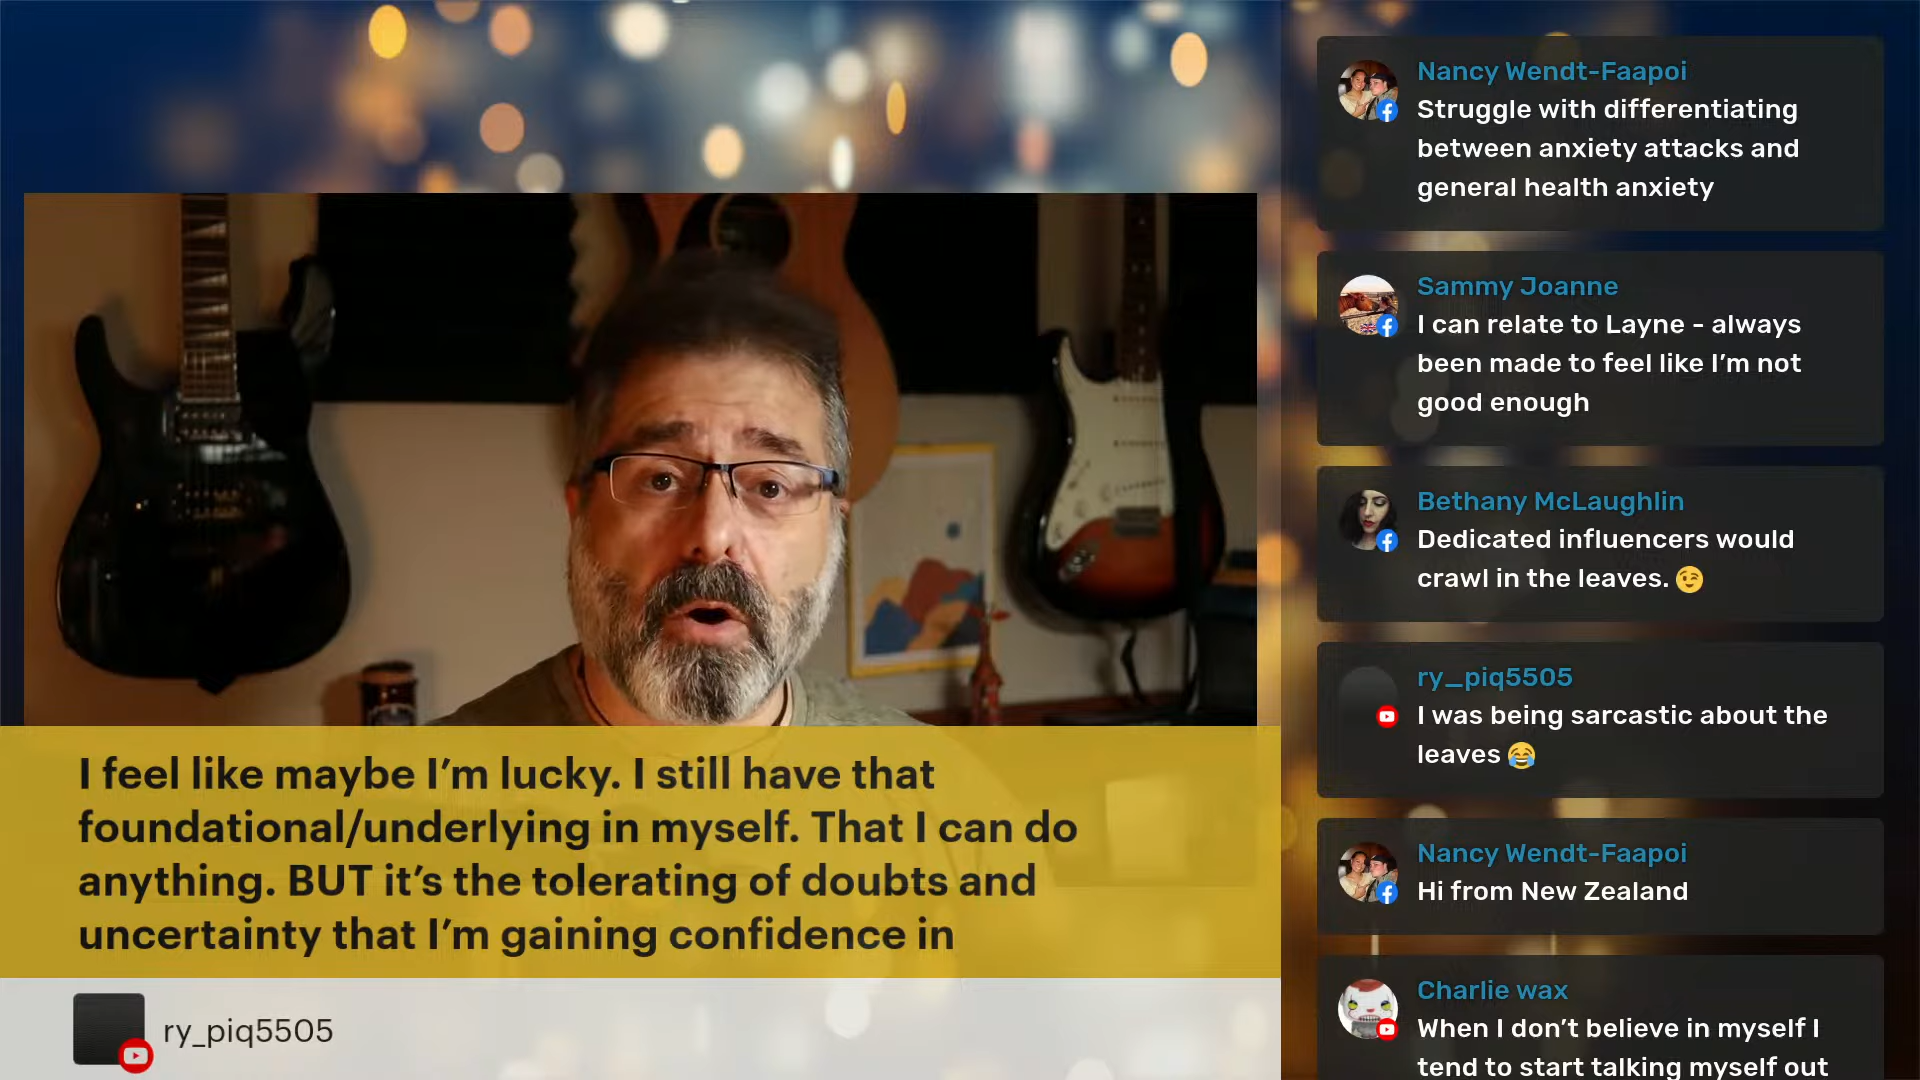 Nancy Wendt-Faapoi
Struggle with differentiating
between anxiety attacks and
general health anxiety
Sammy Joanne
I can relate to Layne - always
been made to feel like I’m not
good enough
Bethany McLaughlin
Dedicated influencers would
crawl in the leaves. 😉
ry_piq5505
I was being sarcastic about the
leaves 😂
Nancy Wendt-Faapoi
Hi from New Zealand
Charlie wax
When I don’t believe in myself I
tend to start talking myself out
I feel like maybe I’m lucky. I still have that
foundational/underlying in myself. That I can do
anything. BUT it’s the tolerating of doubts and
uncertainty that I’m gaining confidence in
ry_piq5505